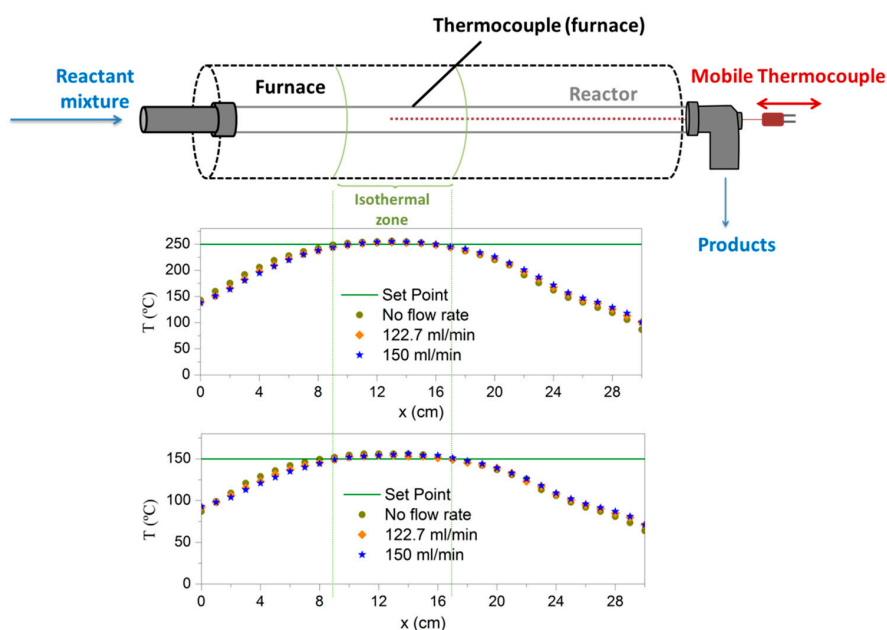 Thermocouple (furnace)
Reactant
mixture
Furnace
Reactor
Mobile Thermocouple
Isothermal
zone
Products
250
200
150
100
50
0
T (ºC)
Set Point
No flow rate
122.7 ml/min
150 ml/min
0 4 8 12 16 20 24 28
x (cm)
150
100
50
0
T (ºC)
Set Point
No flow rate
122.7 ml/min
150 ml/min
0 4 8 12 16 20 24 28
x (cm)